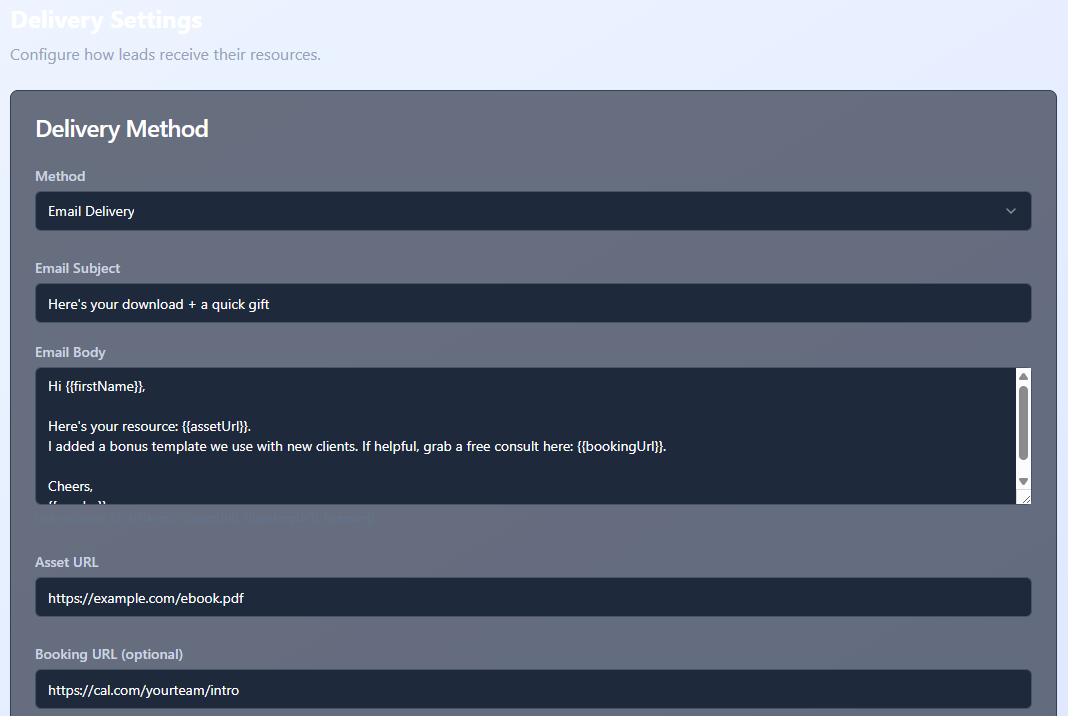 Delivery Settings
Configure how leads receive their resources.
Delivery Method
Method
Email Delivery
Email Subject
Here's your download + a quick gift
Email Body
Hi {{firstName}},
Here's your resource: {{assetUrl}}.
I added a bonus template we use with new clients. If helpful, grab a free consult here: {{bookingUrl}}.
Cheers,
Asset URL
https://example.com/ebook.pdf
Booking URL (optional)
https://cal.com/yourteam/intro